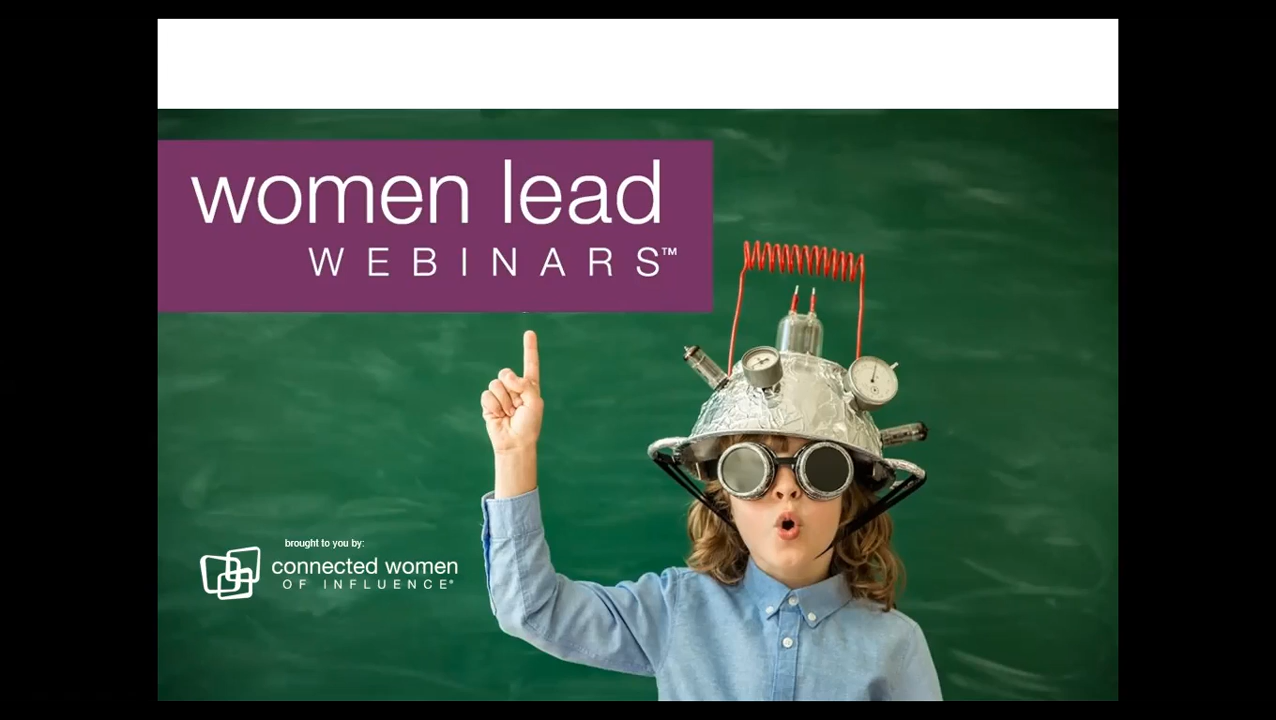 women lead
WEBINARS™
brought to you by:
connected women
OF INFLUENCE®